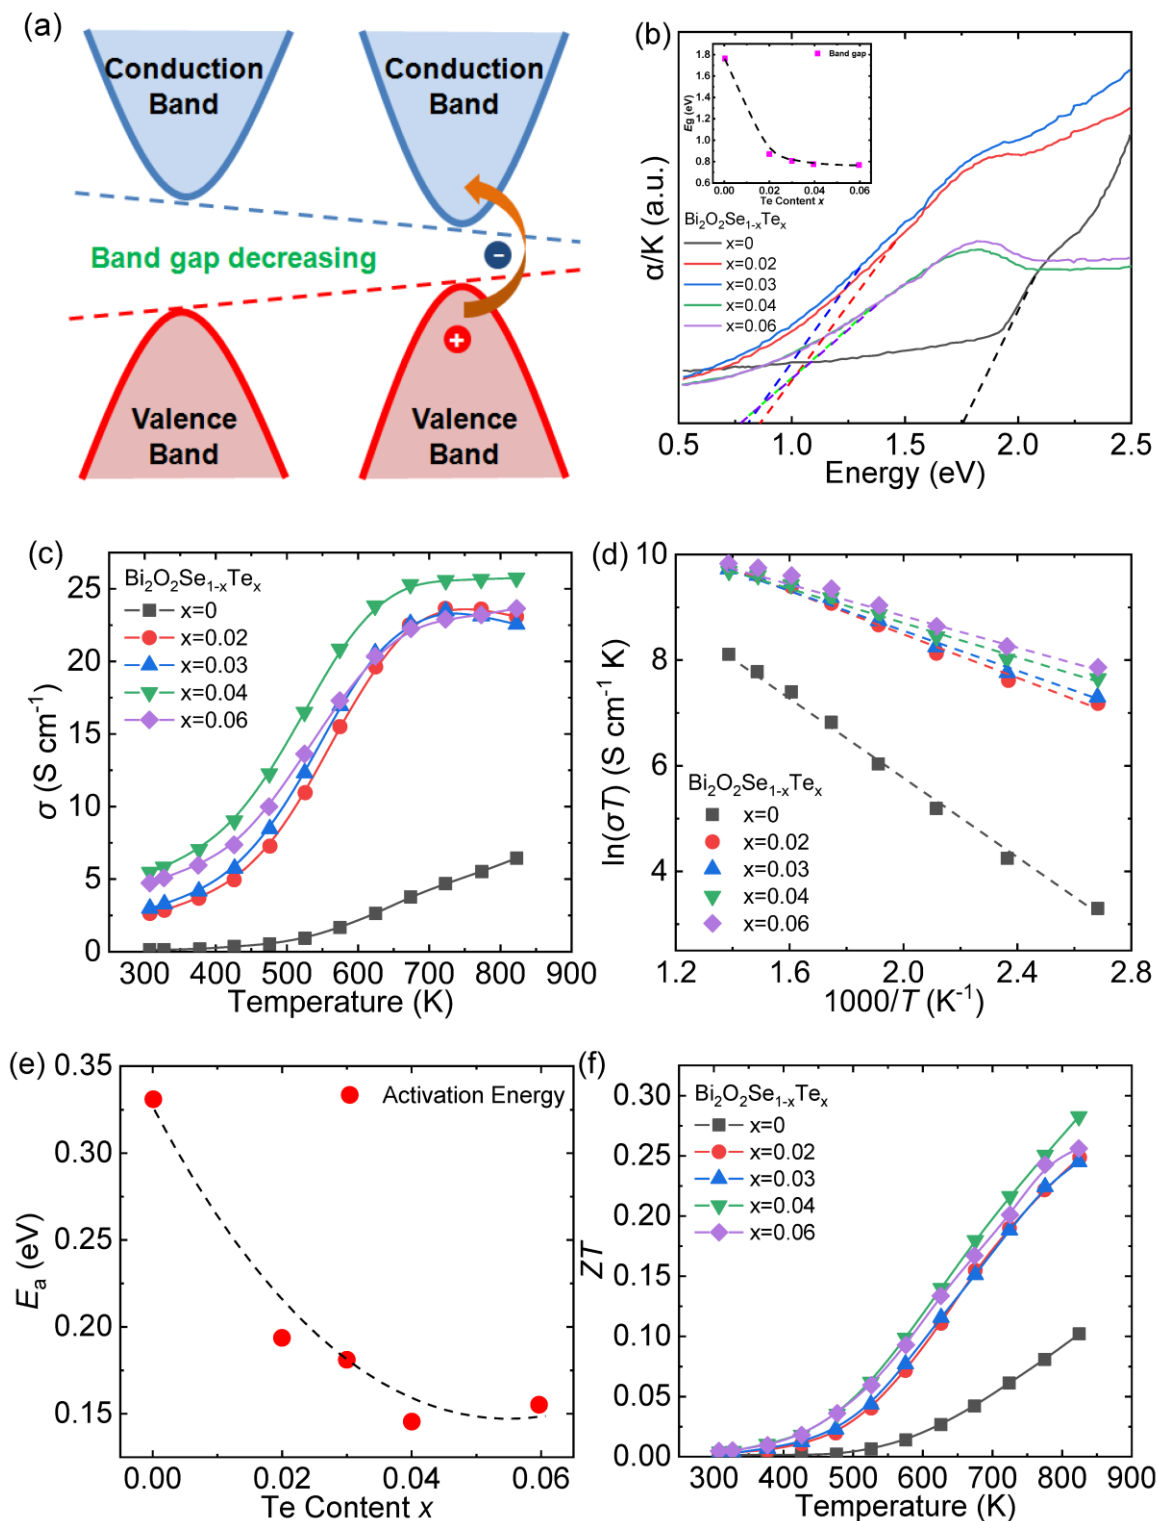 (a)
Conduction
Band
Conduction
Band
Band gap decreasing
−
+
Valence
Band
Valence
Band
(b)
1.8
1.6
1.4
1.2
1.0
0.8
0.6
Eg (eV)
Band gap
0.00 0.02 0.04 0.06
Te Content x
α/K (a.u.)
Bi₂O₂Se₁₋ₓTeₓ
x=0
x=0.02
x=0.03
x=0.04
x=0.06
0.5 1.0 1.5 2.0 2.5
Energy (eV)
(c)
25
20
15
10
5
0
σ (S cm⁻¹)
Bi₂O₂Se₁₋ₓTeₓ
x=0
x=0.02
x=0.03
x=0.04
x=0.06
300 400 500 600 700 800 900
Temperature (K)
(d)
10
8
6
4
ln(σT) (S cm⁻¹ K)
Bi₂O₂Se₁₋ₓTeₓ
x=0
x=0.02
x=0.03
x=0.04
x=0.06
1.2 1.6 2.0 2.4 2.8
1000/T (K⁻¹)
(e)
0.35
0.30
0.25
0.20
0.15
Eₐ (eV)
Activation Energy
0.00 0.02 0.04 0.06
Te Content x
(f)
0.30
0.25
0.20
0.15
0.10
0.05
0.00
ZT
Bi₂O₂Se₁₋ₓTeₓ
x=0
x=0.02
x=0.03
x=0.04
x=0.06
300 400 500 600 700 800 900
Temperature (K)